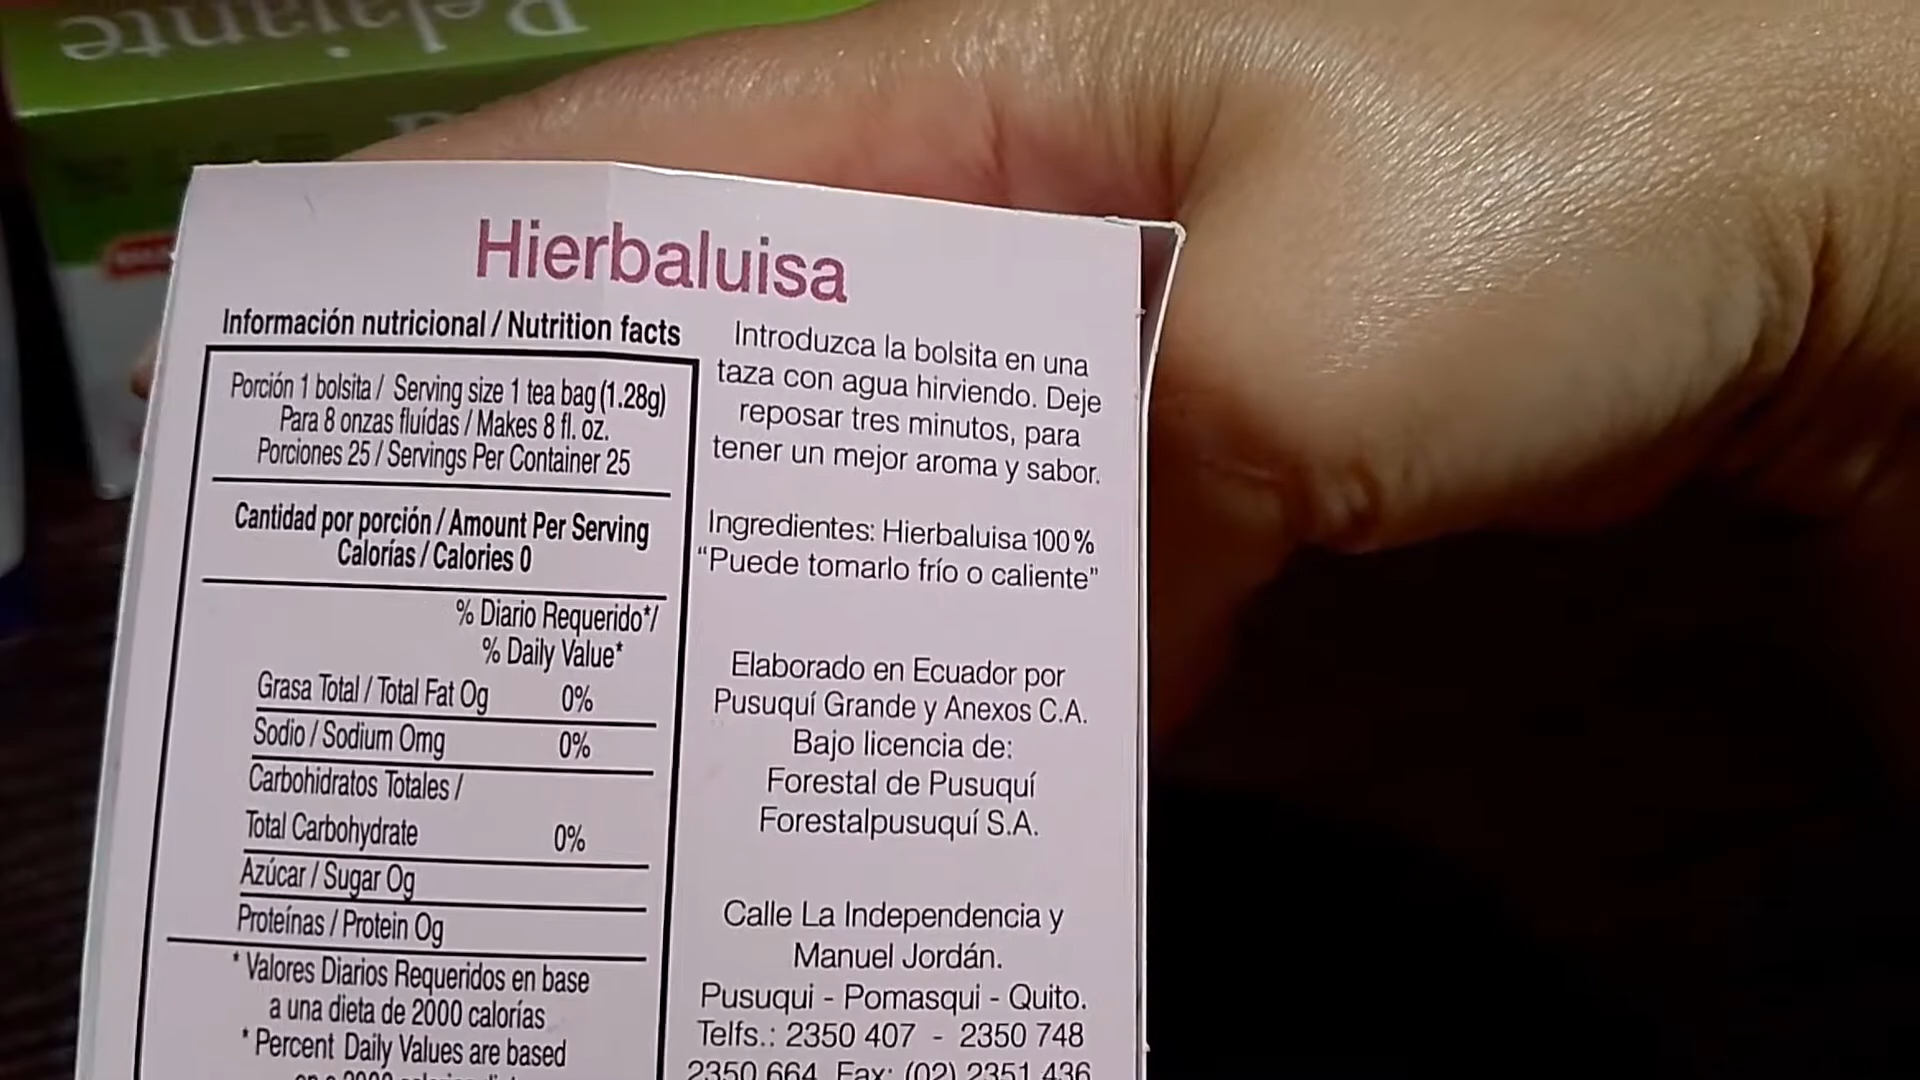 Relajante
Hierbaluisa
Información nutricional / Nutrition facts
Porción 1 bolsita / Serving size 1 tea bag (1.28g)
Para 8 onzas fluídas / Makes 8 fl. oz.
Porciones 25 / Servings Per Container 25
Cantidad por porción / Amount Per Serving
Calorías / Calories 0
% Diario Requerido*/
% Daily Value*
Grasa Total / Total Fat 0g 0%
Sodio / Sodium 0mg 0%
Carbohidratos Totales /
Total Carbohydrate 0%
Azúcar / Sugar 0g
Proteínas / Protein 0g
* Valores Diarios Requeridos en base
a una dieta de 2000 calorías
* Percent Daily Values are based
Introduzca la bolsita en una
taza con agua hirviendo. Deje
reposar tres minutos, para
tener un mejor aroma y sabor.
Ingredientes: Hierbaluisa 100%
“Puede tomarlo frío o caliente”
Elaborado en Ecuador por
Pusuquí Grande y Anexos C.A.
Bajo licencia de:
Forestal de Pusuquí
Forestalpusuquí S.A.
Calle La Independencia y
Manuel Jordán.
Pusuqui - Pomasqui - Quito.
Telfs.: 2350 407 - 2350 748
2350 664 Fax: (02) 2351 436